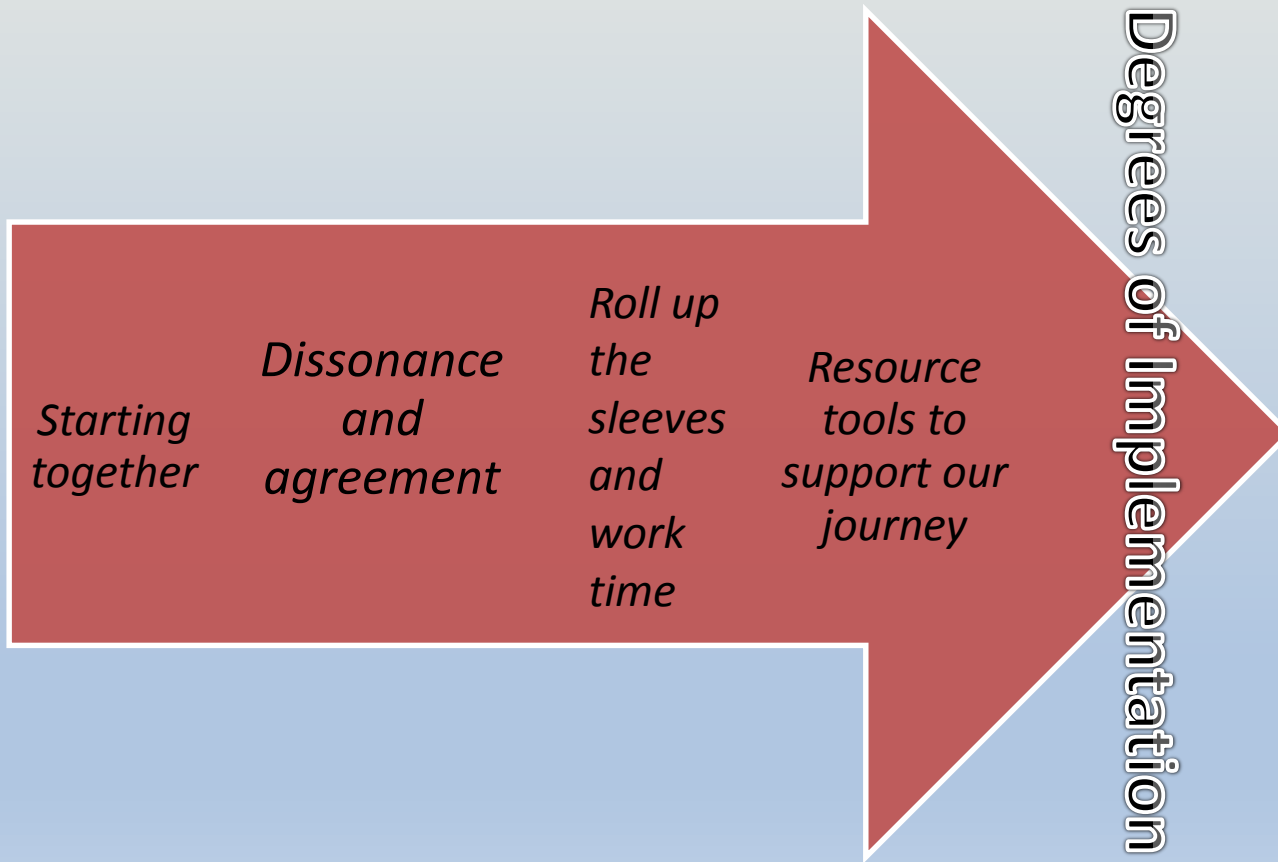 Starting
together
Dissonance
and
agreement
Roll up
the
sleeves
and
work
time
Resource
tools to
support our
journey
Degrees of Implementation